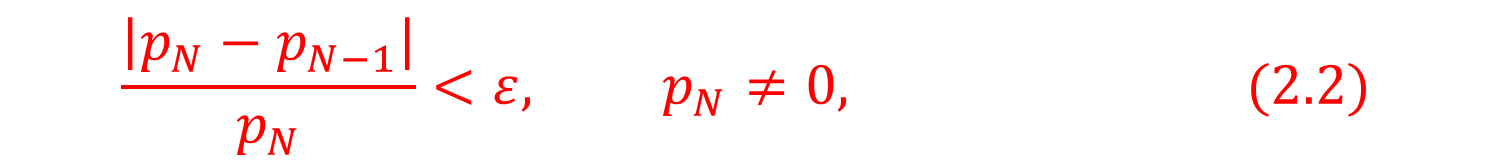 |p_N − p_{N−1}| / p_N < ε, p_N ≠ 0, (2.2)